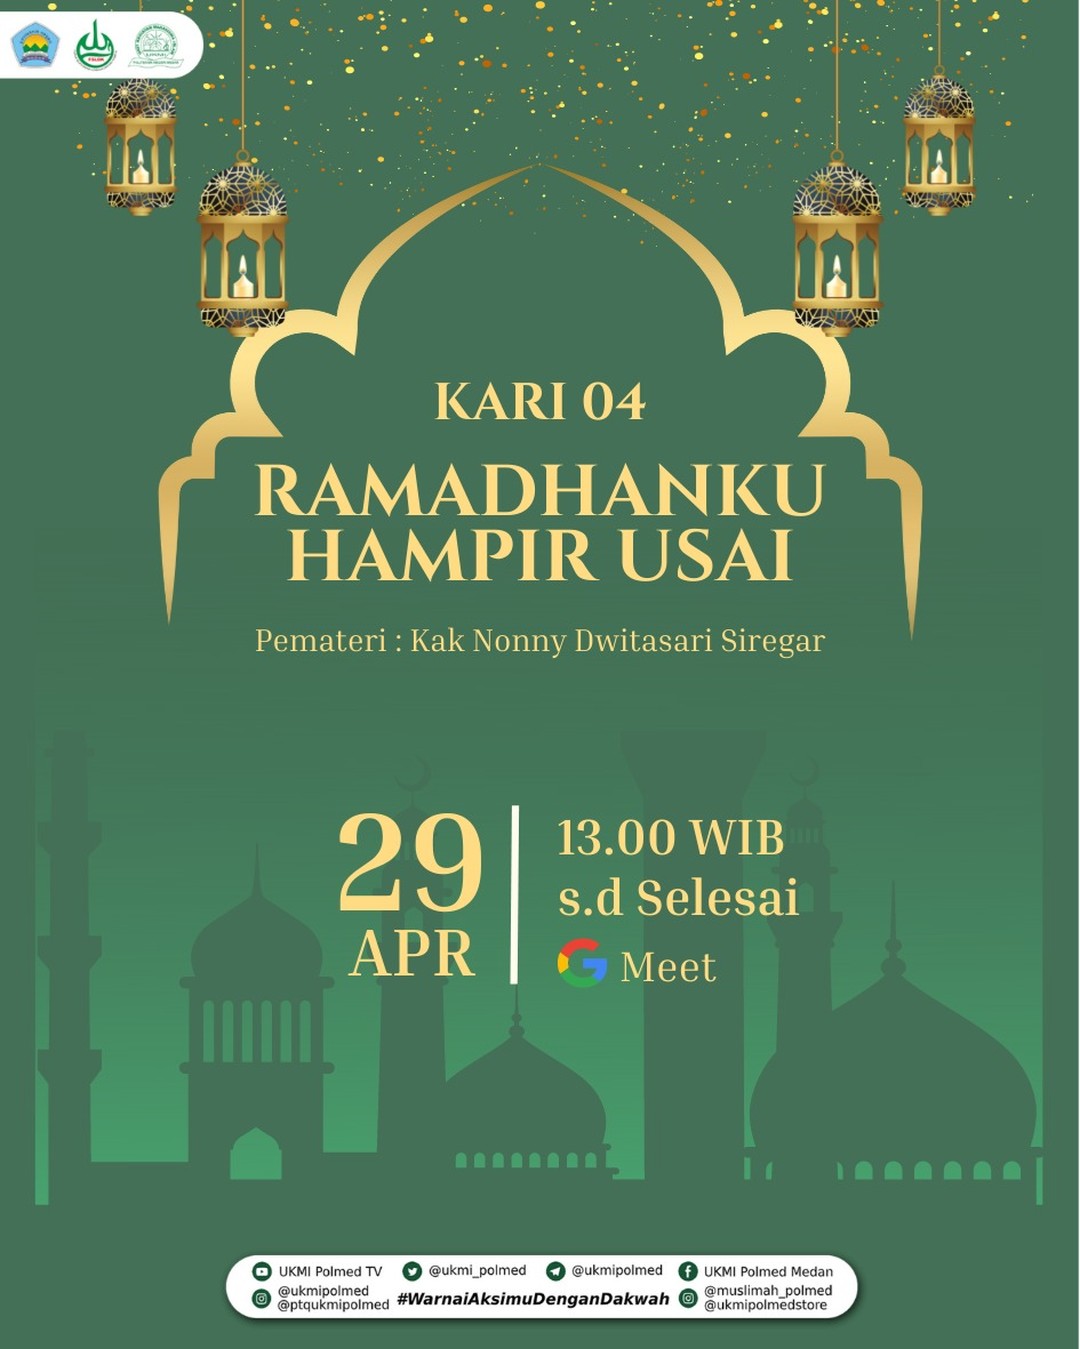 KARI 04
RAMADHANKU
HAMPIR USAI
Pemateri : Kak Nonny Dwitasari Siregar
29
APR
13.00 WIB
s.d Selesai
Meet
UKMI Polmed TV
@ukmi_polmed
@ukmipolmed
UKMI Polmed Medan
@ukmipolmed
@ptqukmipolmed
#WarnaiAksimuDenganDakwah
@muslimah_polmed
@ukmipolmedstore